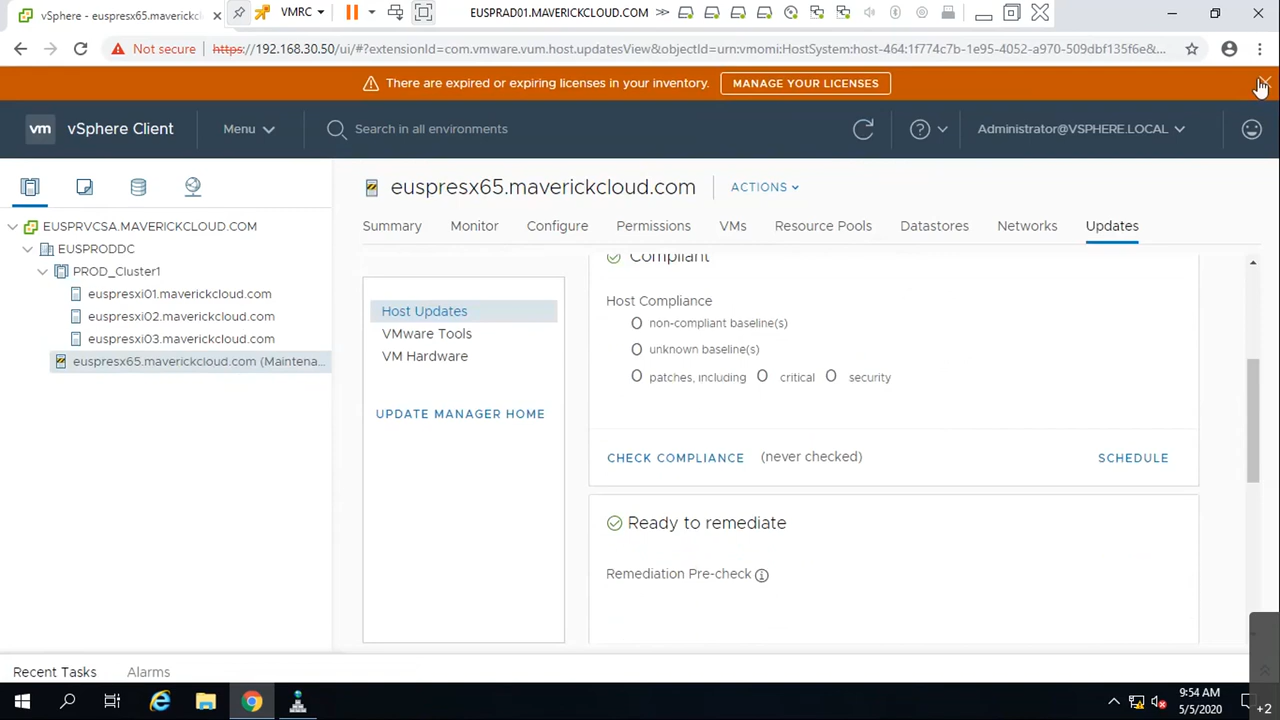 vSphere - euspresx65.maverickclou
VMRC
EUSPRAD01.MAVERICKCLOUD.COM
Not secure
https://192.168.30.50/ui/#?extensionId=com.vmware.vum.host.updatesView&objectId=urn:vmomi:HostSystem:host-464:1f774c7b-1e95-4052-a970-509dbf135f6e&...
There are expired or expiring licenses in your inventory.
MANAGE YOUR LICENSES
vm
vSphere Client
Menu
Search in all environments
Administrator@VSPHERE.LOCAL
euspresx65.maverickcloud.com
ACTIONS
Summary
Monitor
Configure
Permissions
VMs
Resource Pools
Datastores
Networks
Updates
EUSPRVCSA.MAVERICKCLOUD.COM
EUSPRODDC
PROD_Cluster1
euspresxi01.maverickcloud.com
euspresxi02.maverickcloud.com
euspresxi03.maverickcloud.com
euspresx65.maverickcloud.com (Maintena...
Host Updates
VMware Tools
VM Hardware
UPDATE MANAGER HOME
Compliant
Host Compliance
0 non-compliant baseline(s)
0 unknown baseline(s)
0 patches, including 0 critical 0 security
CHECK COMPLIANCE (never checked)
SCHEDULE
Ready to remediate
Remediation Pre-check
Recent Tasks
Alarms
9:54 AM
5/5/2020
+2